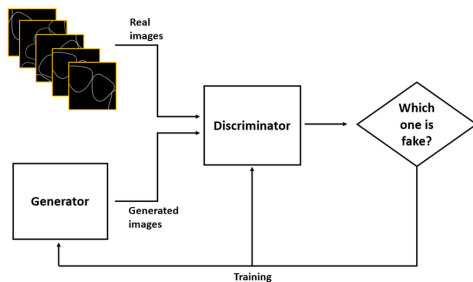 Real
images
Discriminator
Which
one is
fake?
Generator
Generated
images
Training